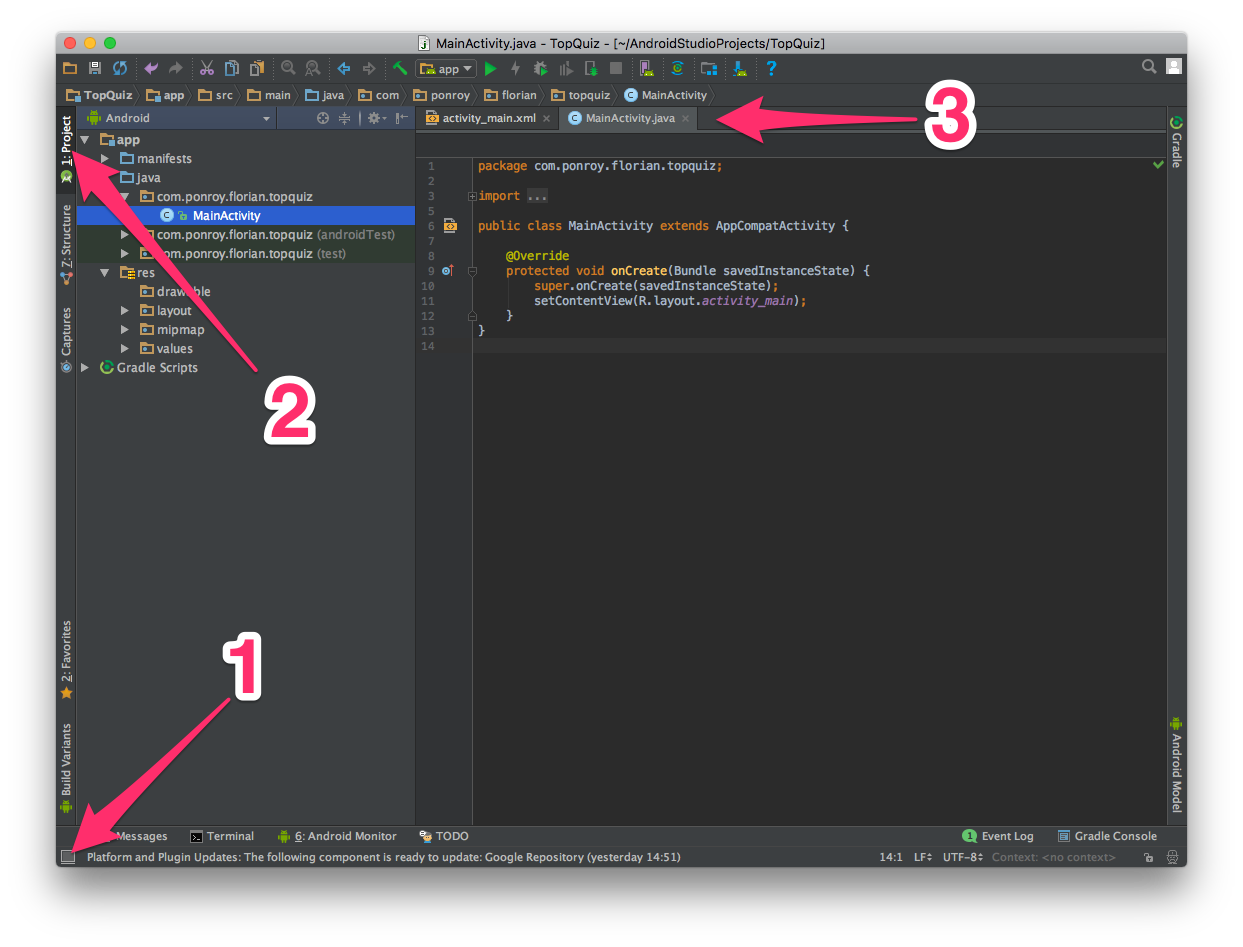 MainActivity.java - TopQuiz - [~/AndroidStudioProjects/TopQuiz]
app
TopQuiz app src main java com ponroy florian topquiz MainActivity
Android
activity_main.xml MainActivity.java
3
1: Project
7: Structure
Captures
2: Favorites
Build Variants
app
manifests
java
com.ponroy.florian.topquiz
MainActivity
com.ponroy.florian.topquiz (androidTest)
com.ponroy.florian.topquiz (test)
res
drawable
layout
mipmap
values
Gradle Scripts
2
1
1 package com.ponroy.florian.topquiz;
2
3 import ...
5
6 public class MainActivity extends AppCompatActivity {
7
8 @Override
9 protected void onCreate(Bundle savedInstanceState) {
10 super.onCreate(savedInstanceState);
11 setContentView(R.layout.activity_main);
12 }
13 }
14
Gradle
Android Model
Messages Terminal 6: Android Monitor TODO 1 Event Log Gradle Console
Platform and Plugin Updates: The following component is ready to update: Google Repository (yesterday 14:51) 14:1 LF UTF-8 Context: <no context>